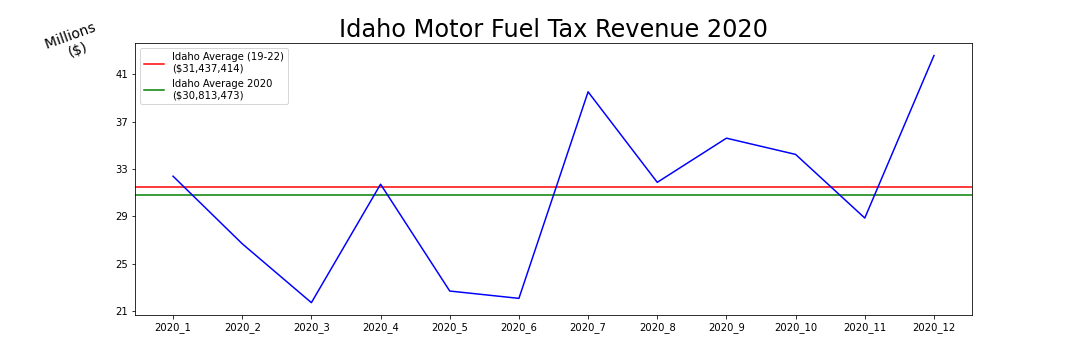 Idaho Motor Fuel Tax Revenue 2020
Millions
($)
Idaho Average (19-22)
($31,437,414)
Idaho Average 2020
($30,813,473)
41
37
33
29
25
21
2020_1 2020_2 2020_3 2020_4 2020_5 2020_6 2020_7 2020_8 2020_9 2020_10 2020_11 2020_12